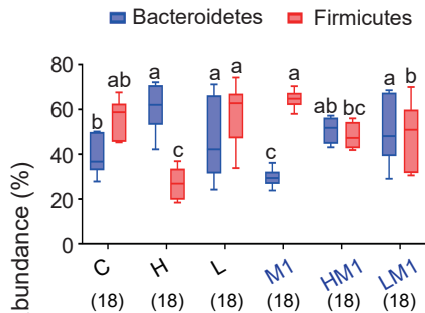 Bacteroidetes Firmicutes
80
60
40
20
0
bundance (%)
b ab a c a a c a ab bc a b
C H L M1 HM1 LM1
(18) (18) (18) (18) (18) (18)